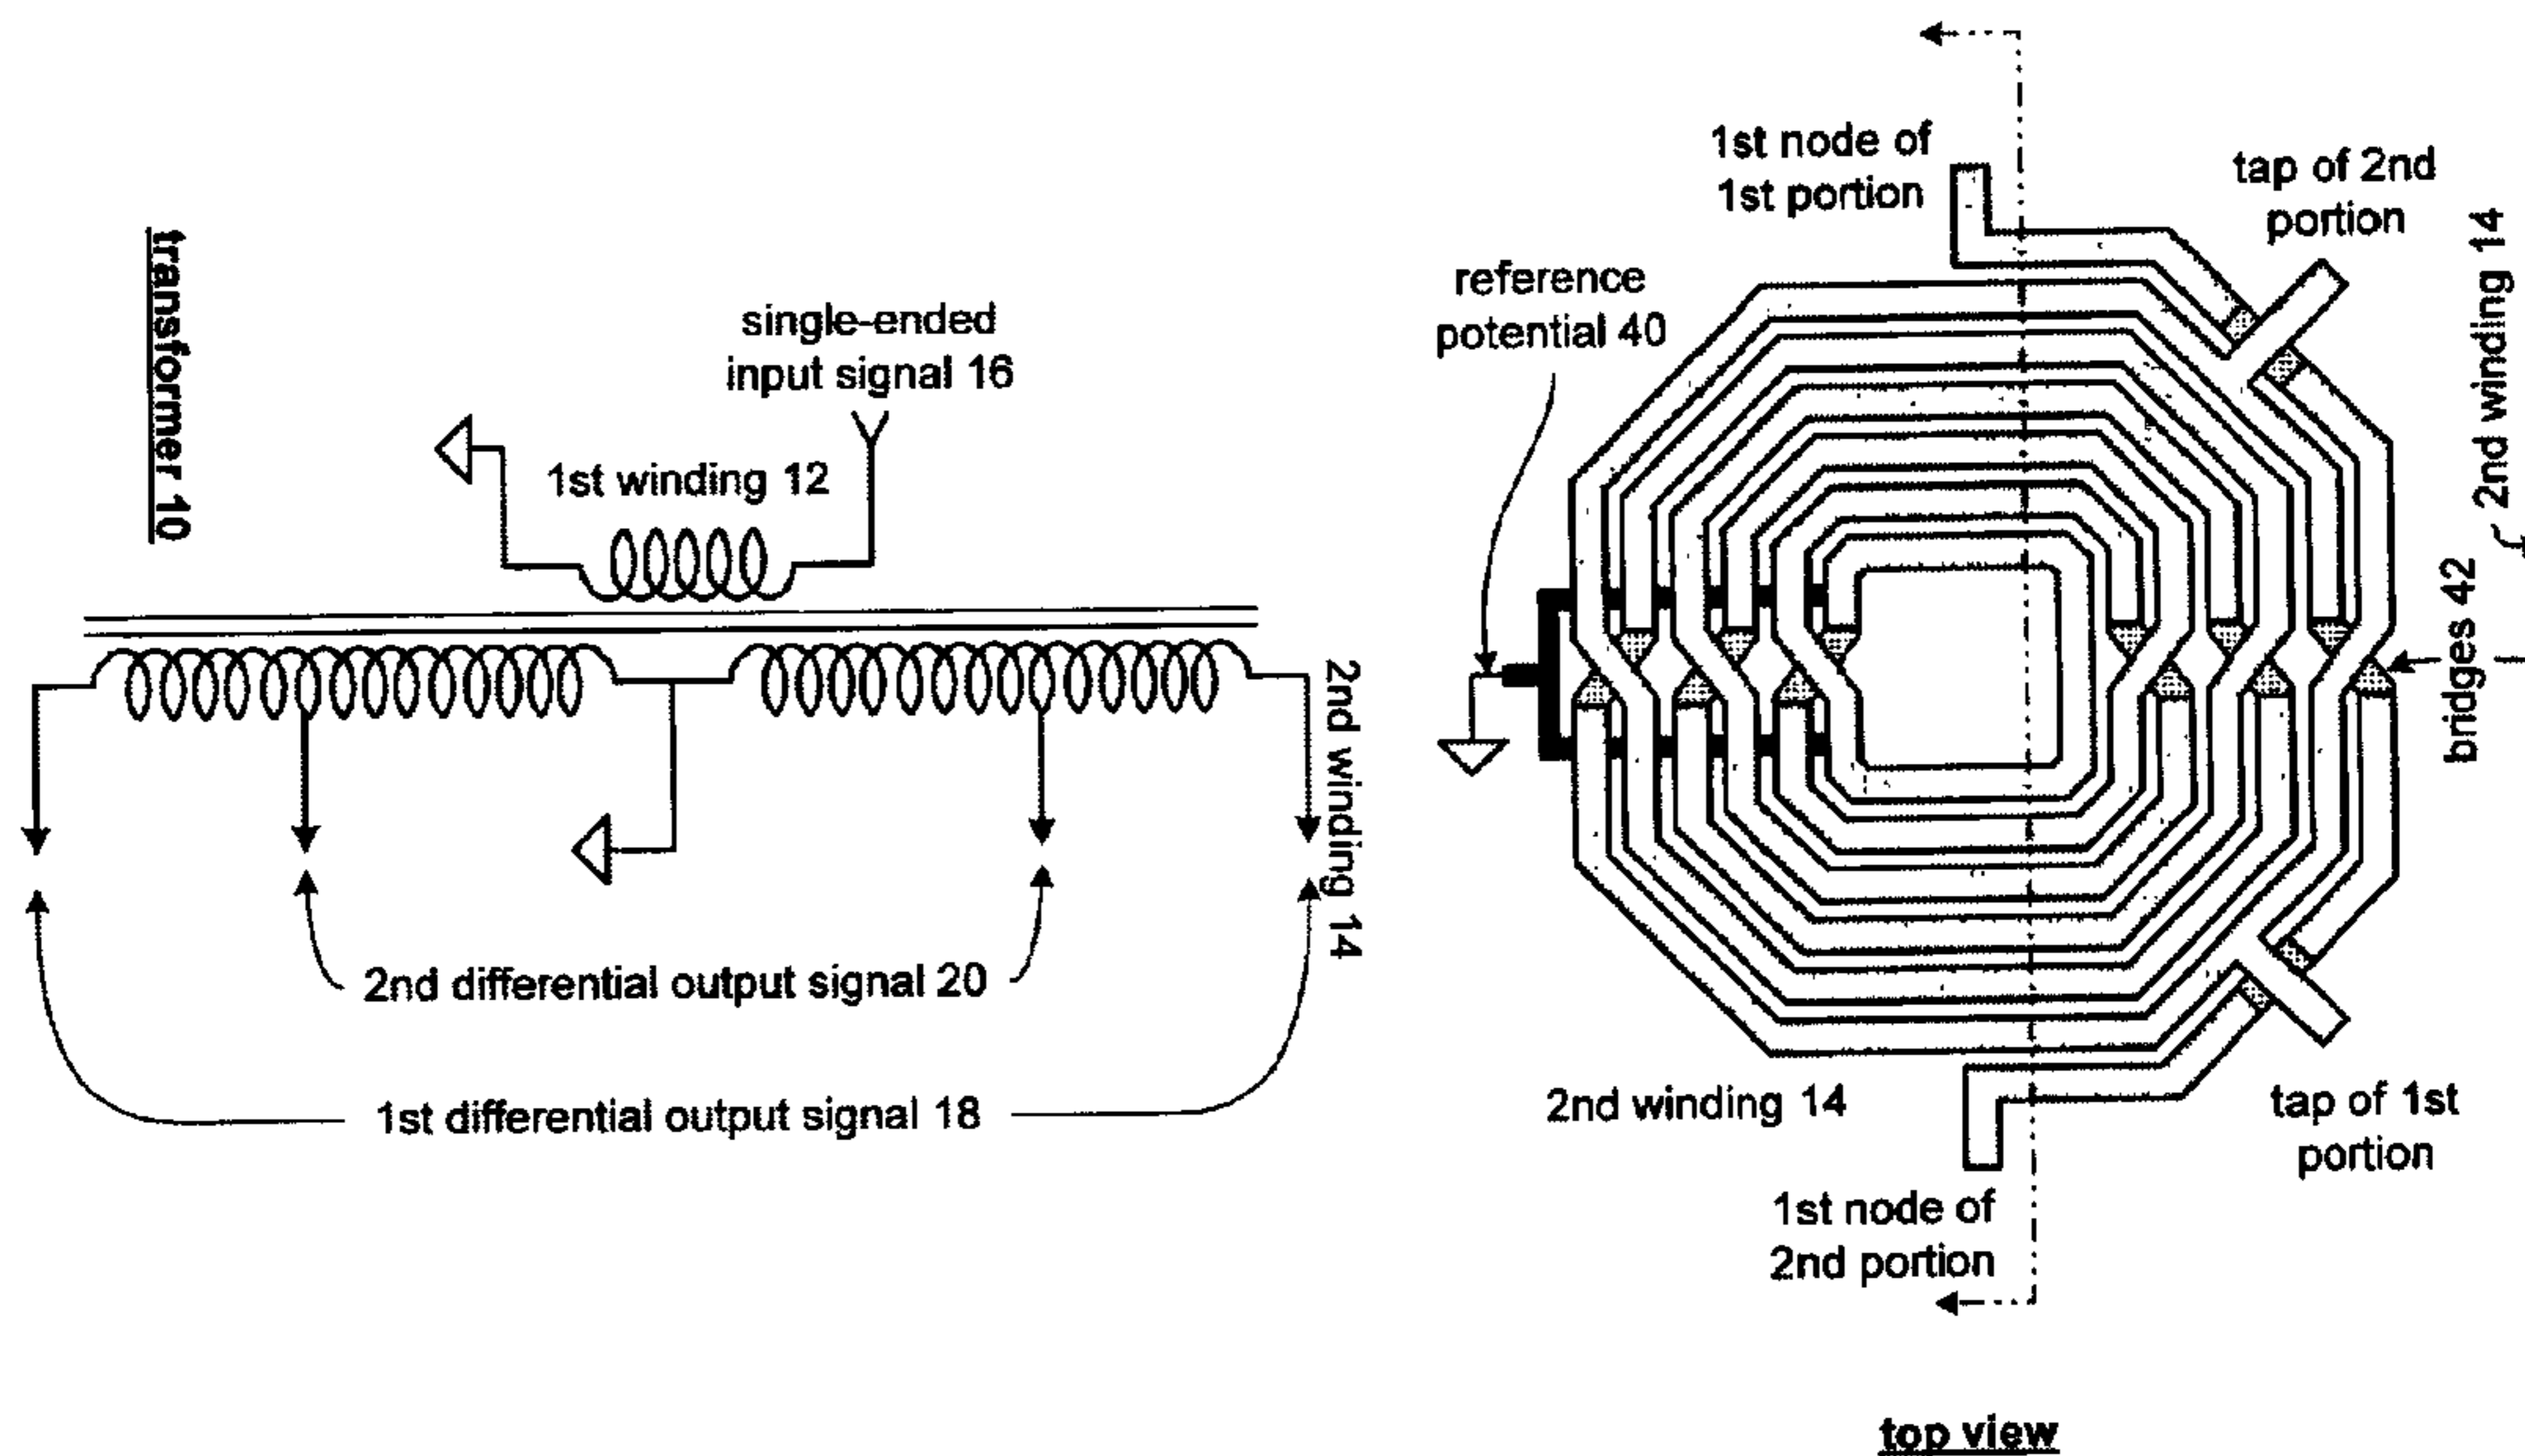 transformer 10
single-ended
input signal 16
1st winding 12
2nd winding 14
2nd differential output signal 20
1st differential output signal 18
1st node of
1st portion
tap of 2nd
portion
reference
potential 40
2nd winding 14
bridges 42
2nd winding 14
tap of 1st
portion
1st node of
2nd portion
top view